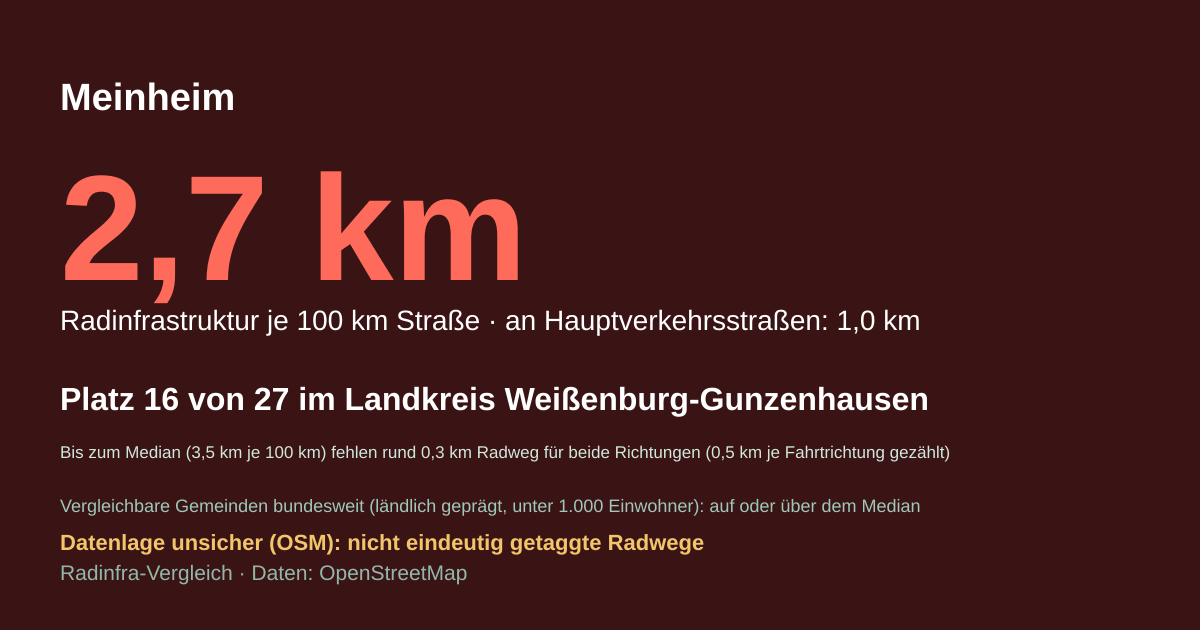 Meinheim
2,7 km
Radinfrastruktur je 100 km Straße · an Hauptverkehrsstraßen: 1,0 km
Platz 16 von 27 im Landkreis Weißenburg-Gunzenhausen
Bis zum Median (3,5 km je 100 km) fehlen rund 0,3 km Radweg für beide Richtungen (0,5 km je Fahrtrichtung gezählt)
Vergleichbare Gemeinden bundesweit (ländlich geprägt, unter 1.000 Einwohner): auf oder über dem Median
Datenlage unsicher (OSM): nicht eindeutig getaggte Radwege
Radinfra-Vergleich · Daten: OpenStreetMap